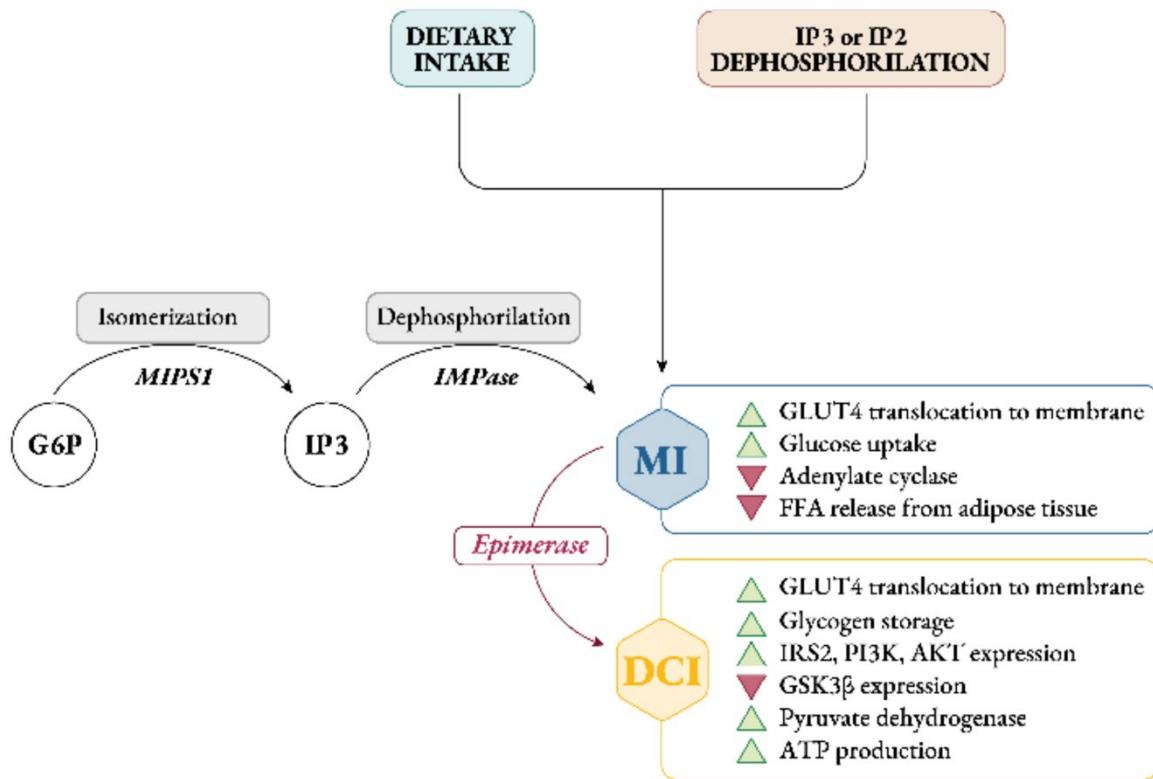 DIETARY
INTAKE
IP3 or IP2
DEPHOSPHORILATION
Isomerization
MIPS1
Dephosphorilation
IMPase
G6P
IP3
MI
GLUT4 translocation to membrane
Glucose uptake
Adenylate cyclase
FFA release from adipose tissue
Epimerase
DCI
GLUT4 translocation to membrane
Glycogen storage
IRS2, PI3K, AKT expression
GSK3β expression
Pyruvate dehydrogenase
ATP production